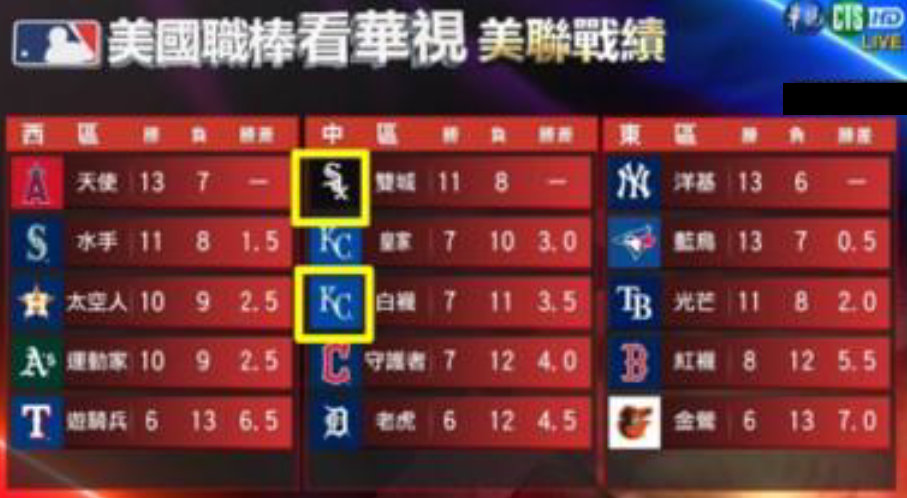 美國職棒看華視 美聯戰績
華視 CTS HD
LIVE
西 區 勝 負 勝差
天使 13 7 —
水手 11 8 1.5
太空人 10 9 2.5
運動家 10 9 2.5
遊騎兵 6 13 6.5
中 區 勝 負 勝差
雙城 11 8 —
皇家 7 10 3.0
白襪 7 11 3.5
守護者 7 12 4.0
老虎 6 12 4.5
東 區 勝 負 勝差
洋基 13 6 —
藍鳥 13 7 0.5
光芒 11 8 2.0
紅襪 8 12 5.5
金鶯 6 13 7.0